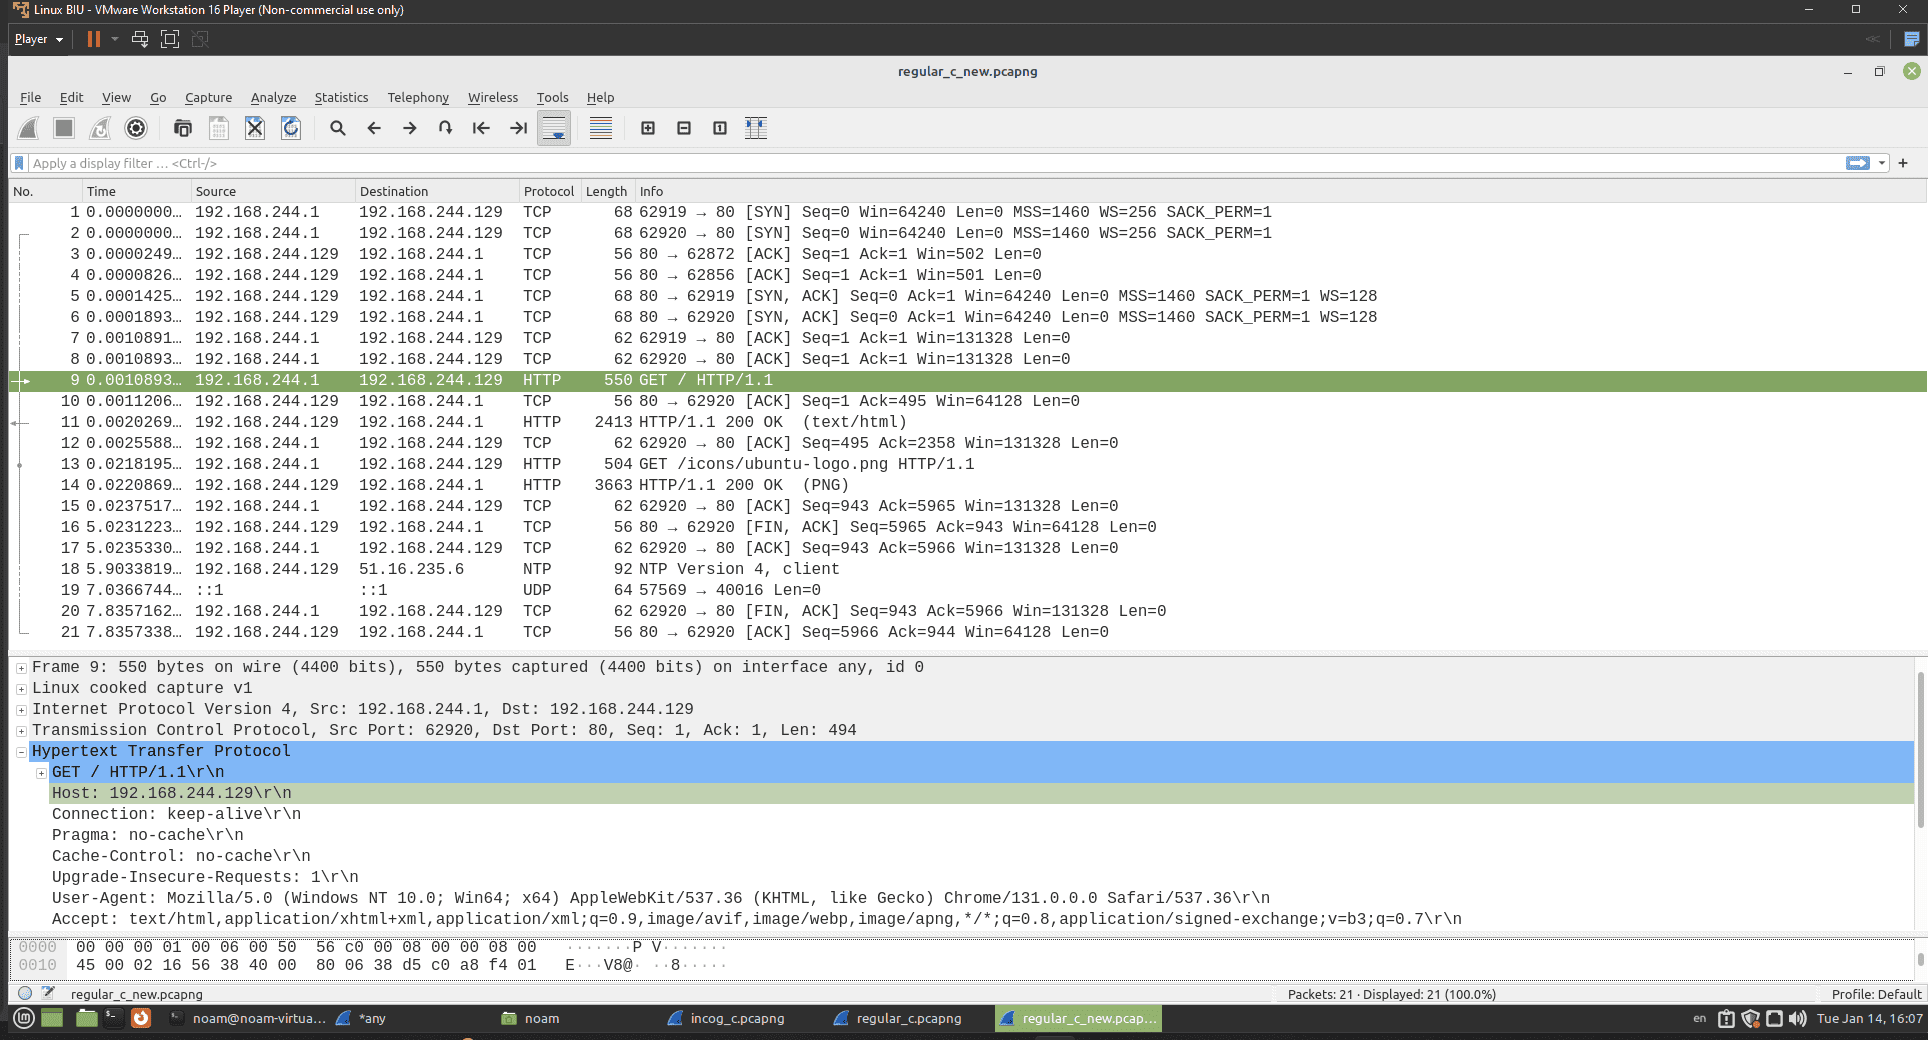 Linux BIU - VMware Workstation 16 Player (Non-commercial use only)
Player
regular_c_new.pcapng
File Edit View Go Capture Analyze Statistics Telephony Wireless Tools Help
Apply a display filter … <Ctrl-/>
No. Time Source Destination Protocol Length Info
1 0.0000000… 192.168.244.1 192.168.244.129 TCP 68 62919 → 80 [SYN] Seq=0 Win=64240 Len=0 MSS=1460 WS=256 SACK_PERM=1
2 0.0000000… 192.168.244.1 192.168.244.129 TCP 68 62920 → 80 [SYN] Seq=0 Win=64240 Len=0 MSS=1460 WS=256 SACK_PERM=1
3 0.0000249… 192.168.244.129 192.168.244.1 TCP 56 80 → 62872 [ACK] Seq=1 Ack=1 Win=502 Len=0
4 0.0000826… 192.168.244.129 192.168.244.1 TCP 56 80 → 62856 [ACK] Seq=1 Ack=1 Win=501 Len=0
5 0.0001425… 192.168.244.129 192.168.244.1 TCP 68 80 → 62919 [SYN, ACK] Seq=0 Ack=1 Win=64240 Len=0 MSS=1460 SACK_PERM=1 WS=128
6 0.0001893… 192.168.244.129 192.168.244.1 TCP 68 80 → 62920 [SYN, ACK] Seq=0 Ack=1 Win=64240 Len=0 MSS=1460 SACK_PERM=1 WS=128
7 0.0010891… 192.168.244.1 192.168.244.129 TCP 62 62919 → 80 [ACK] Seq=1 Ack=1 Win=131328 Len=0
8 0.0010893… 192.168.244.1 192.168.244.129 TCP 62 62920 → 80 [ACK] Seq=1 Ack=1 Win=131328 Len=0
9 0.0010893… 192.168.244.1 192.168.244.129 HTTP 550 GET / HTTP/1.1
10 0.0011206… 192.168.244.129 192.168.244.1 TCP 56 80 → 62920 [ACK] Seq=1 Ack=495 Win=64128 Len=0
11 0.0020269… 192.168.244.129 192.168.244.1 HTTP 2413 HTTP/1.1 200 OK (text/html)
12 0.0025588… 192.168.244.1 192.168.244.129 TCP 62 62920 → 80 [ACK] Seq=495 Ack=2358 Win=131328 Len=0
13 0.0218195… 192.168.244.1 192.168.244.129 HTTP 504 GET /icons/ubuntu-logo.png HTTP/1.1
14 0.0220869… 192.168.244.129 192.168.244.1 HTTP 3663 HTTP/1.1 200 OK (PNG)
15 0.0237517… 192.168.244.1 192.168.244.129 TCP 62 62920 → 80 [ACK] Seq=943 Ack=5965 Win=131328 Len=0
16 5.0231223… 192.168.244.129 192.168.244.1 TCP 56 80 → 62920 [FIN, ACK] Seq=5965 Ack=943 Win=64128 Len=0
17 5.0235330… 192.168.244.1 192.168.244.129 TCP 62 62920 → 80 [ACK] Seq=943 Ack=5966 Win=131328 Len=0
18 5.9033819… 192.168.244.129 51.16.235.6 NTP 92 NTP Version 4, client
19 7.0366744… ::1 ::1 UDP 64 57569 → 40016 Len=0
20 7.8357162… 192.168.244.1 192.168.244.129 TCP 62 62920 → 80 [FIN, ACK] Seq=943 Ack=5966 Win=131328 Len=0
21 7.8357338… 192.168.244.129 192.168.244.1 TCP 56 80 → 62920 [ACK] Seq=5966 Ack=944 Win=64128 Len=0
Frame 9: 550 bytes on wire (4400 bits), 550 bytes captured (4400 bits) on interface any, id 0
Linux cooked capture v1
Internet Protocol Version 4, Src: 192.168.244.1, Dst: 192.168.244.129
Transmission Control Protocol, Src Port: 62920, Dst Port: 80, Seq: 1, Ack: 1, Len: 494
Hypertext Transfer Protocol
GET / HTTP/1.1\r\n
Host: 192.168.244.129\r\n
Connection: keep-alive\r\n
Pragma: no-cache\r\n
Cache-Control: no-cache\r\n
Upgrade-Insecure-Requests: 1\r\n
User-Agent: Mozilla/5.0 (Windows NT 10.0; Win64; x64) AppleWebKit/537.36 (KHTML, like Gecko) Chrome/131.0.0.0 Safari/537.36\r\n
Accept: text/html,application/xhtml+xml,application/xml;q=0.9,image/avif,image/webp,image/apng,*/*;q=0.8,application/signed-exchange;v=b3;q=0.7\r\n
0000 00 00 00 01 00 06 00 50 56 c0 00 08 00 00 08 00 ·······P V·······
0010 45 00 02 16 56 38 40 00 80 06 38 d5 c0 a8 f4 01 E···V8@· ··8·····
regular_c_new.pcapng Packets: 21 · Displayed: 21 (100.0%) Profile: Default
noam@noam-virtua… *any noam incog_c.pcapng regular_c.pcapng regular_c_new.pcap… en Tue Jan 14, 16:07